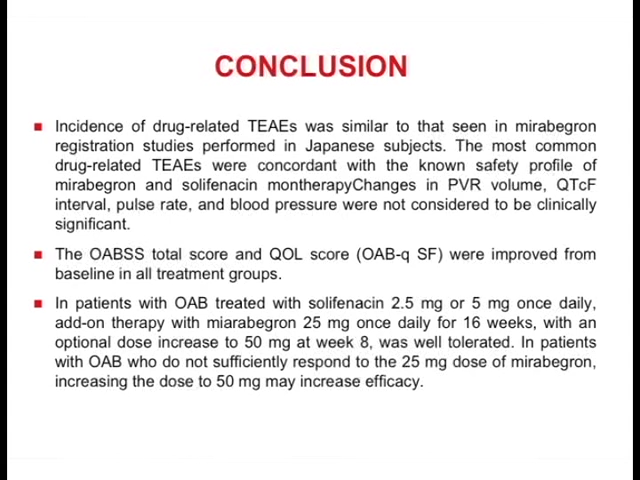 CONCLUSION
Incidence of drug-related TEAEs was similar to that seen in mirabegron
registration studies performed in Japanese subjects. The most common
drug-related TEAEs were concordant with the known safety profile of
mirabegron and solifenacin montherapyChanges in PVR volume, QTcF
interval, pulse rate, and blood pressure were not considered to be clinically
significant.
The OABSS total score and QOL score (OAB-q SF) were improved from
baseline in all treatment groups.
In patients with OAB treated with solifenacin 2.5 mg or 5 mg once daily,
add-on therapy with miarabegron 25 mg once daily for 16 weeks, with an
optional dose increase to 50 mg at week 8, was well tolerated. In patients
with OAB who do not sufficiently respond to the 25 mg dose of mirabegron,
increasing the dose to 50 mg may increase efficacy.